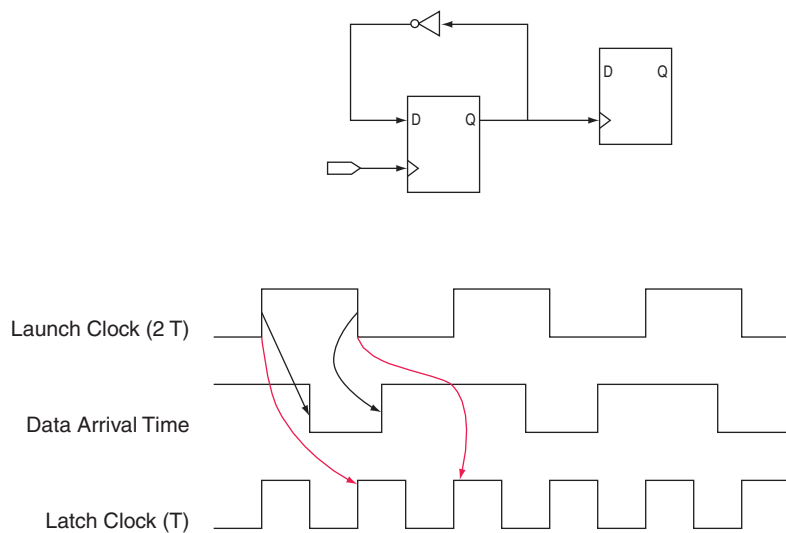 D Q
D Q
Launch Clock (2 T)
Data Arrival Time
Latch Clock (T)